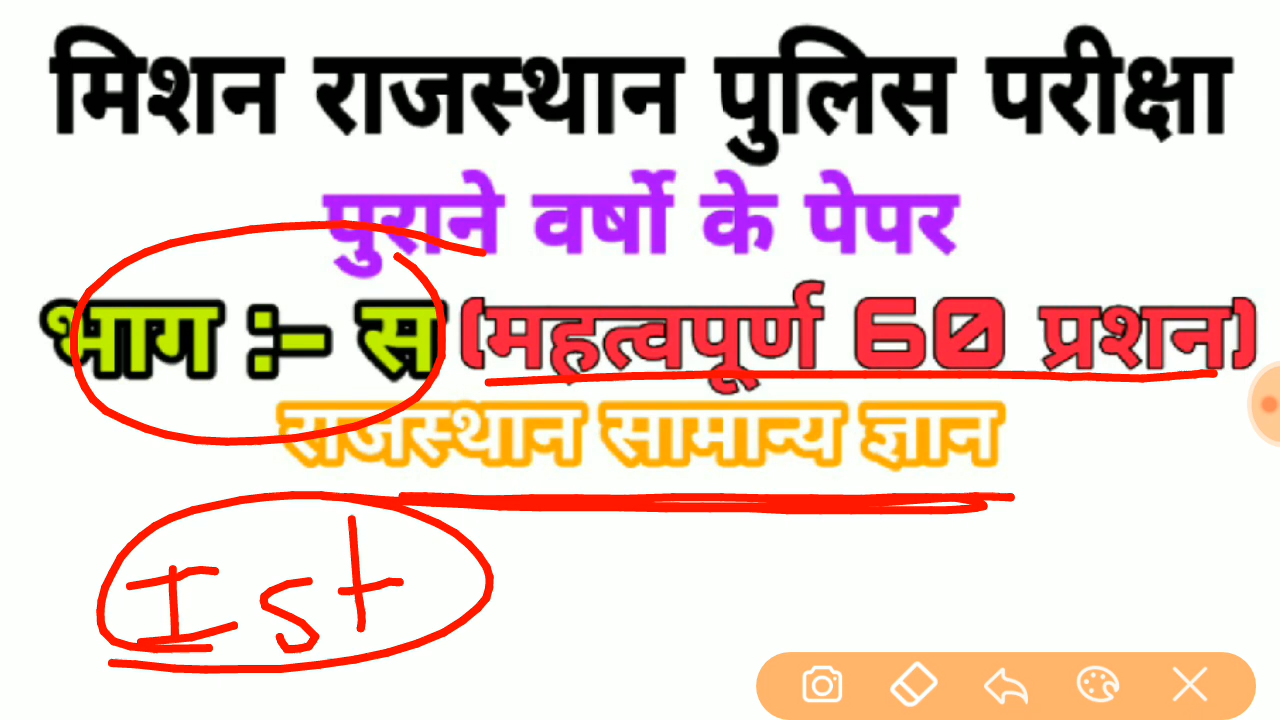 मिशन राजस्थान पुलिस परीक्षा
पुराने वर्षो के पेपर
भाग :- स (महत्वपूर्ण 60 प्रशन)
राजस्थान सामान्य ज्ञान
Ist